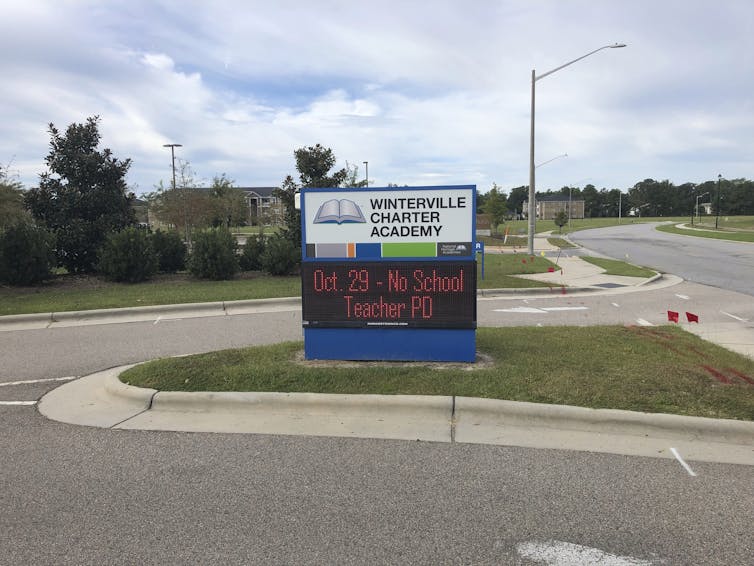 WINTERVILLE
CHARTER
ACADEMY
Oct. 29 - No School
Teacher PD